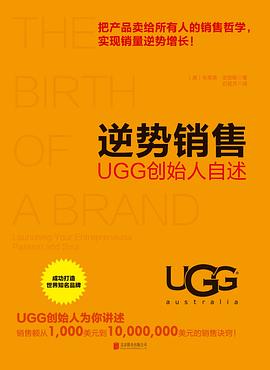 把产品卖给所有人的销售哲学，
实现销量逆势增长！
THE
BIRTH
OF
A BRAND
逆势销售
UGG创始人自述
Launching Your Entrepreneurial
Passion and Soul
成功打造
世界知名品牌
UGG
australia
UGG创始人为你讲述
销售额从1,000美元到10,000,000美元的销售诀窍！